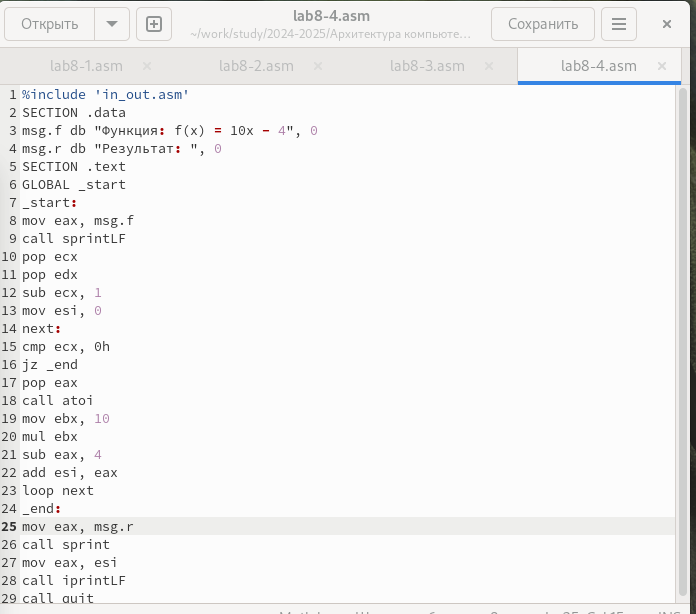 Открыть
lab8-4.asm
~/work/study/2024-2025/Архитектура компьюте...
Сохранить
lab8-1.asm
lab8-2.asm
lab8-3.asm
lab8-4.asm
1 %include 'in_out.asm'
2 SECTION .data
3 msg.f db "Функция: f(x) = 10x - 4", 0
4 msg.r db "Результат: ", 0
5 SECTION .text
6 GLOBAL _start
7 _start:
8 mov eax, msg.f
9 call sprintLF
10 pop ecx
11 pop edx
12 sub ecx, 1
13 mov esi, 0
14 next:
15 cmp ecx, 0h
16 jz _end
17 pop eax
18 call atoi
19 mov ebx, 10
20 mul ebx
21 sub eax, 4
22 add esi, eax
23 loop next
24 _end:
25 mov eax, msg.r
26 call sprint
27 mov eax, esi
28 call iprintLF
29 call quit